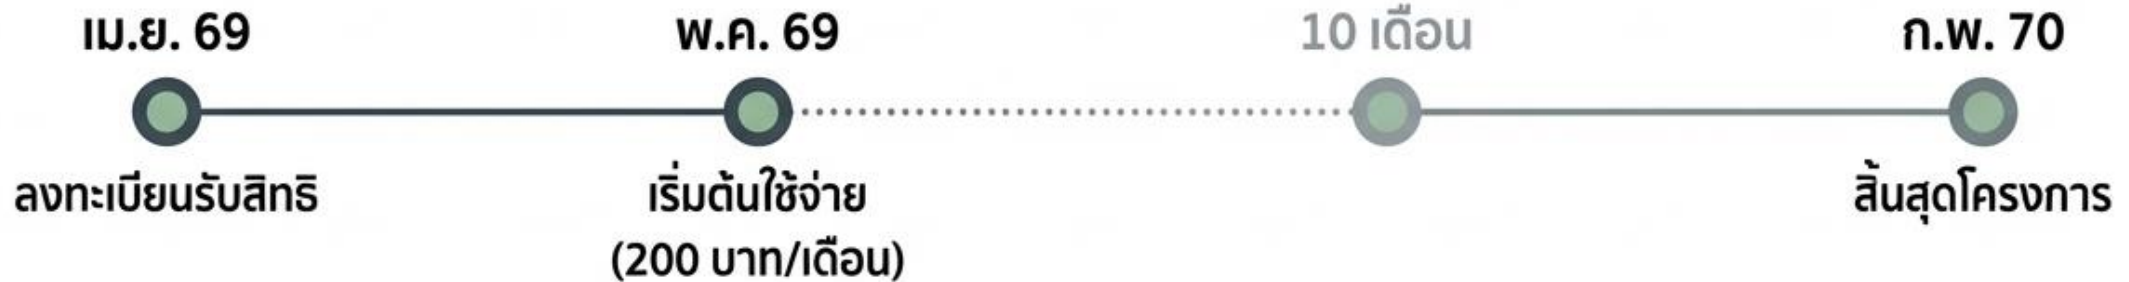 เม.ย. 69
พ.ค. 69
10 เดือน
ก.พ. 70
ลงทะเบียนรับสิทธิ
เริ่มต้นใช้จ่าย
(200 บาท/เดือน)
สิ้นสุดโครงการ